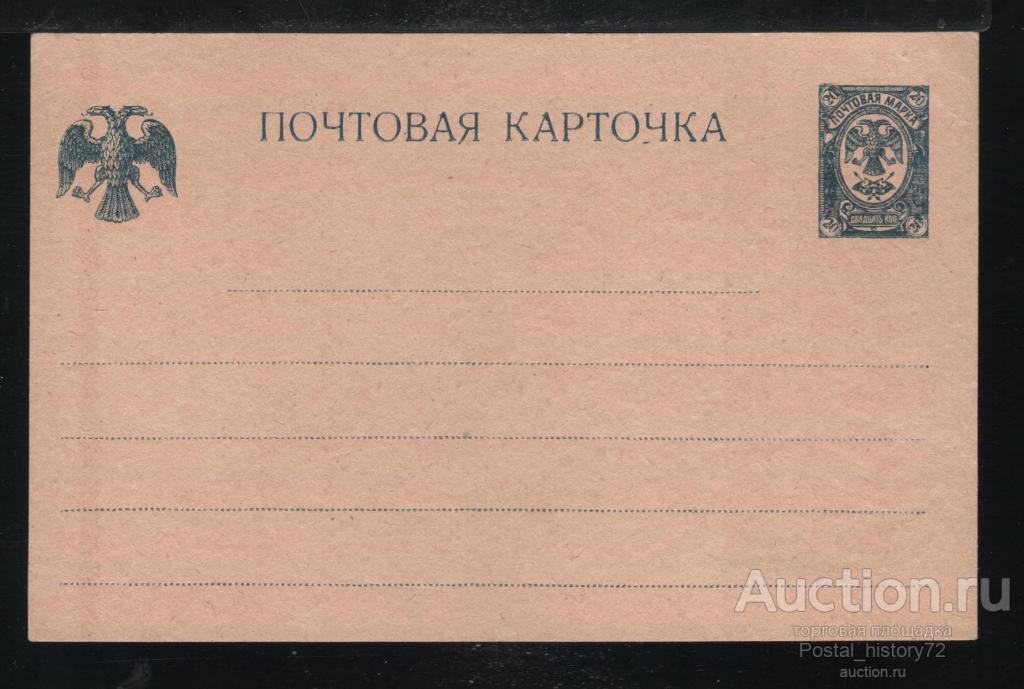 ПОЧТОВАЯ КАРТОЧКА
20 20
ПОЧТОВАЯ МАРКА
ДВАДЦАТЬ КОП
20 20
Auction.ru
торговая площадка
Postal_history72
auction.ru